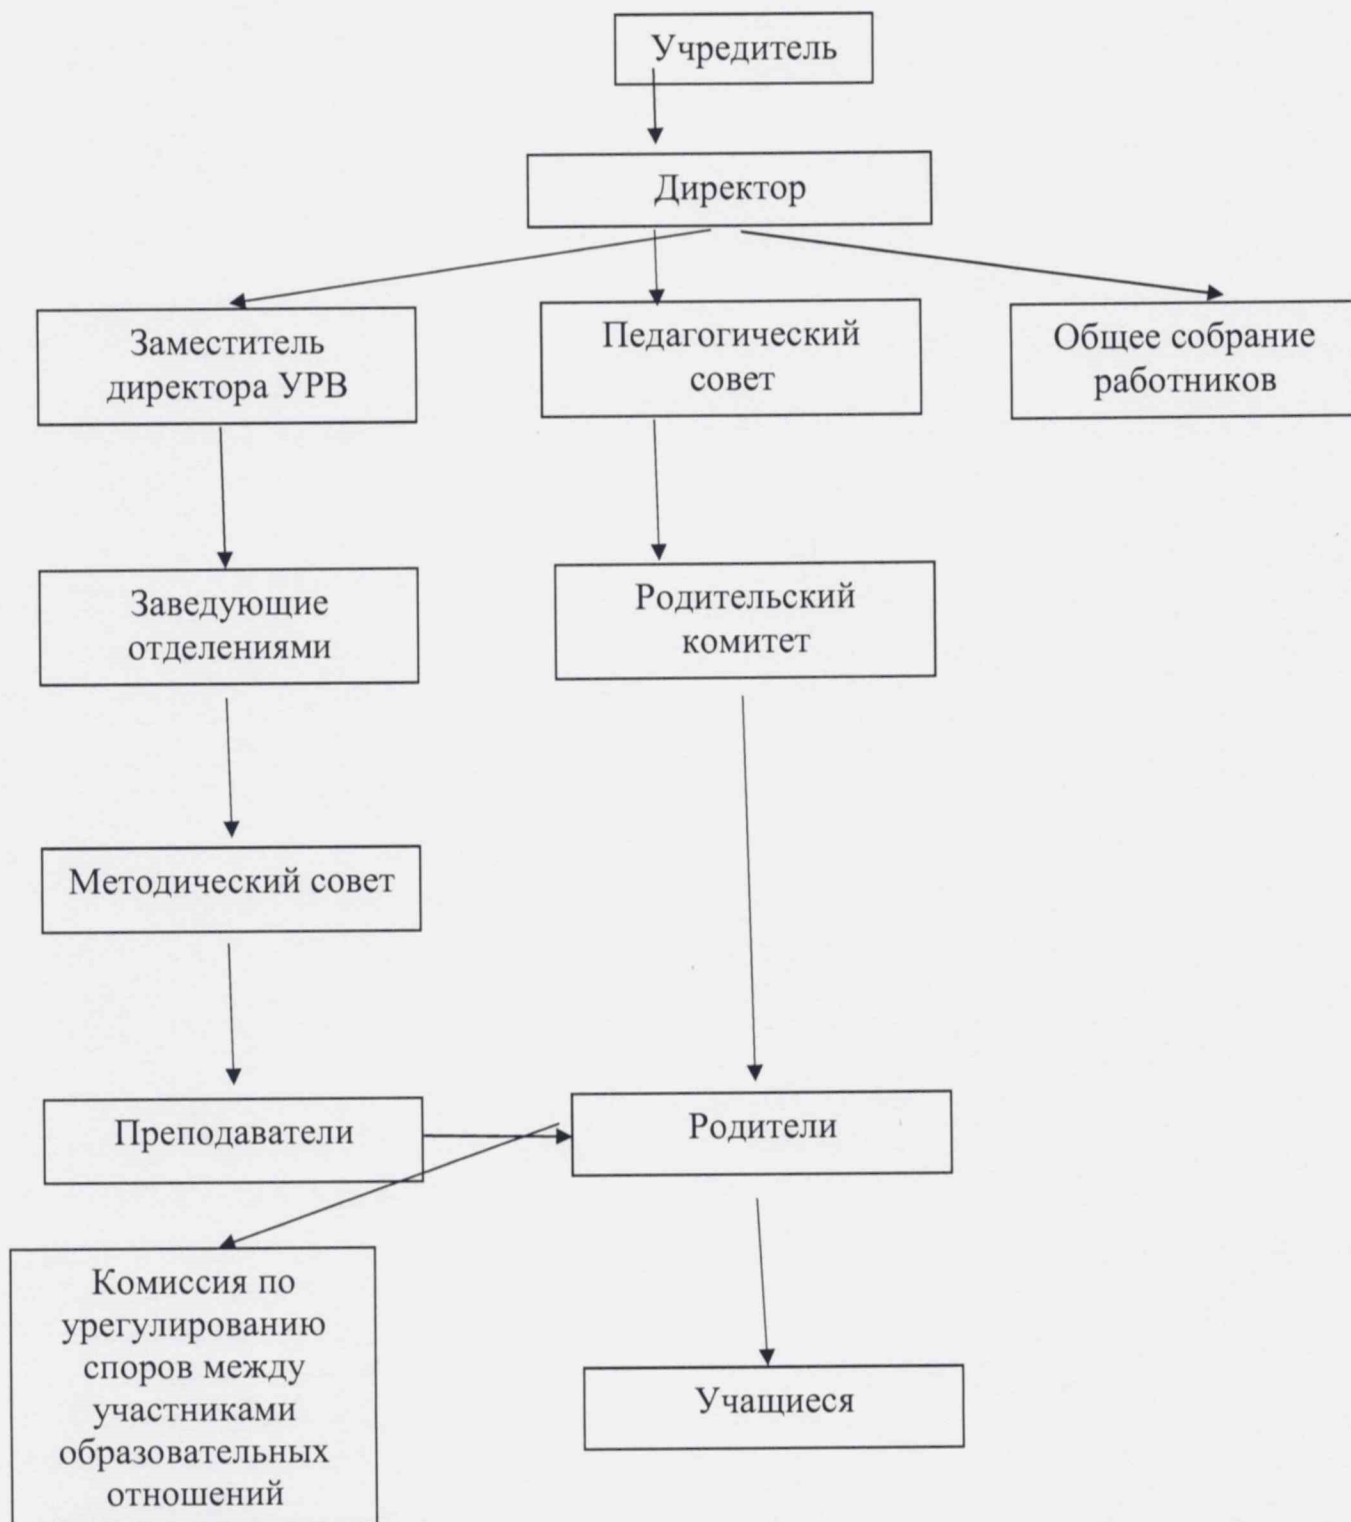 Учредитель
Директор
Заместитель
директора УРВ
Педагогический
совет
Общее собрание
работников
Заведующие
отделениями
Родительский
комитет
Методический совет
Преподаватели
Родители
Комиссия по
урегулированию
споров между
участниками
образовательных
отношений
Учащиеся